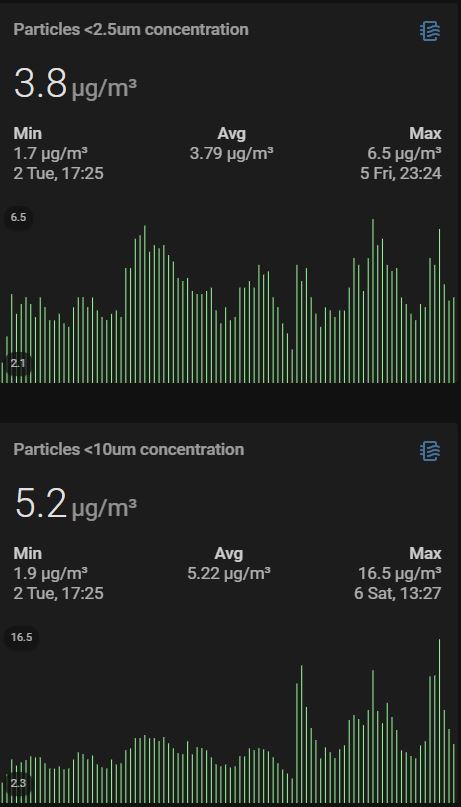 Particles <2.5um concentration
3.8 µg/m³
Min Avg Max
1.7 µg/m³ 3.79 µg/m³ 6.5 µg/m³
2 Tue, 17:25 5 Fri, 23:24
6.5
2.1
Particles <10um concentration
5.2 µg/m³
Min Avg Max
1.9 µg/m³ 5.22 µg/m³ 16.5 µg/m³
2 Tue, 17:25 6 Sat, 13:27
16.5
2.3